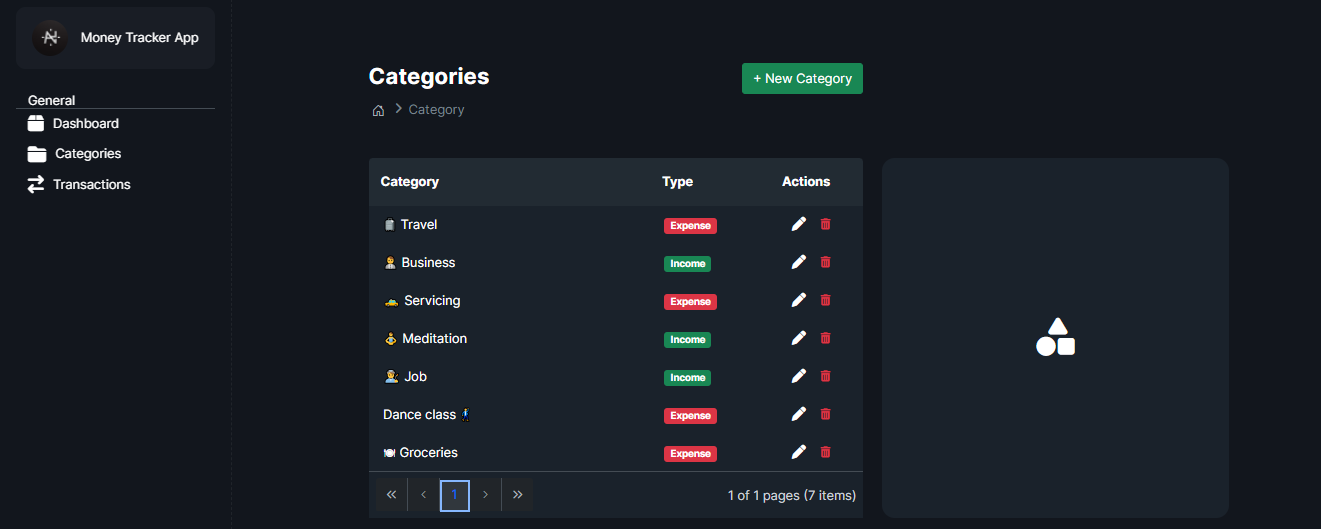 Money Tracker App
General
Dashboard
Categories
Transactions
Categories
+ New Category
Category
Category Type Actions
Travel Expense
Business Income
Servicing Expense
Meditation Income
Job Income
Dance class Expense
Groceries Expense
« ‹ 1 › » 1 of 1 pages (7 items)